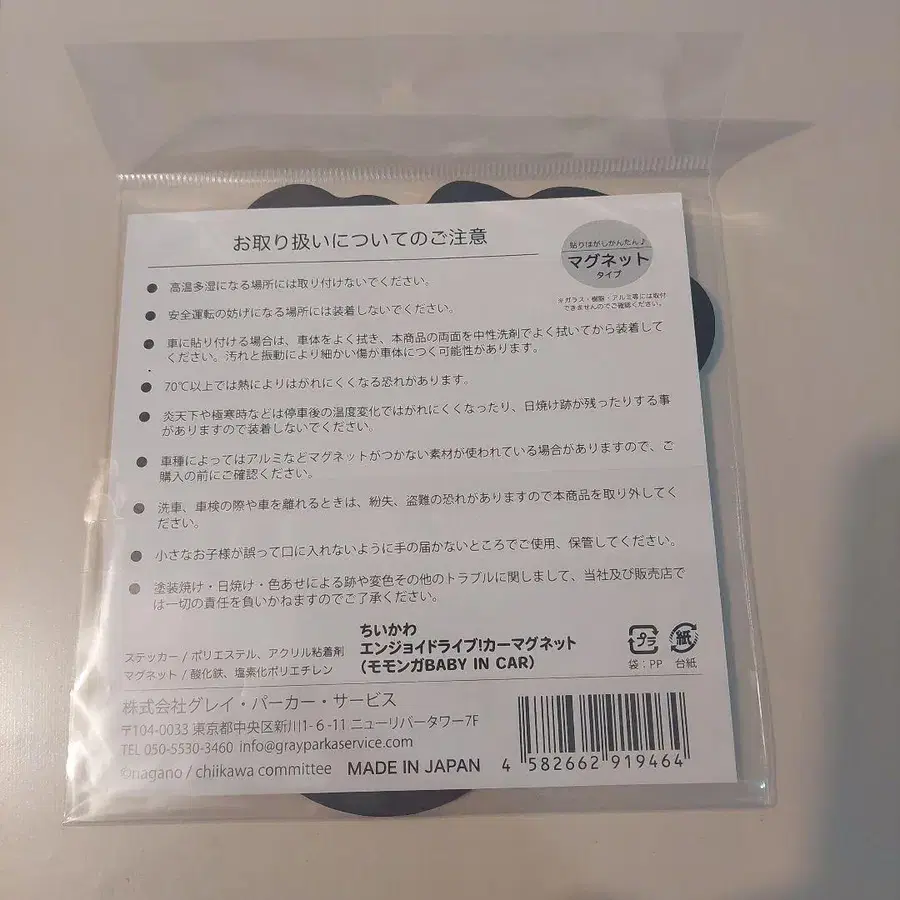 お取り扱いについてのご注意
貼りはがしかんたん♪
マグネット
タイプ
※ガラス・樹脂・アルミ等には取付
できませんのでご確認ください。
● 高温多湿になる場所には取り付けないでください。
● 安全運転の妨げになる場所には装着しないでください。
● 車に貼り付ける場合は、車体をよく拭き、本商品の両面を中性洗剤でよく拭いてから装着して
ください。汚れと振動により細かい傷が車体につく可能性があります。
● 70℃以上では熱によりはがれにくくなる恐れがあります。
● 炎天下や極寒時などは停車後の温度変化ではがれにくくなったり、日焼け跡が残ったりする事
がありますので装着しないでください。
● 車種によってはアルミなどマグネットがつかない素材が使われている場合がありますので、ご
購入の前にご確認ください。
● 洗車、車検の際や車を離れるときは、紛失、盗難の恐れがありますので本商品を取り外してく
ださい。
● 小さなお子様が誤って口に入れないように手の届かないところでご使用、保管してください。
● 塗装焼け・日焼け・色あせによる跡や変色その他のトラブルに関しまして、当社及び販売店で
は一切の責任を負いかねますのでご了承ください。
ステッカー / ポリエステル、アクリル粘着剤
マグネット / 酸化鉄、塩素化ポリエチレン
ちいかわ
エンジョイドライブ!カーマグネット
(モモンガBABY IN CAR)
プラ
袋:PP
紙
台紙
株式会社グレイ・パーカー・サービス
〒104-0033 東京都中央区新川1-6-11 ニューリバータワー7F
TEL 050-5530-3460 info@grayparkaservice.com
©nagano / chiikawa committee MADE IN JAPAN
4 582662 919464